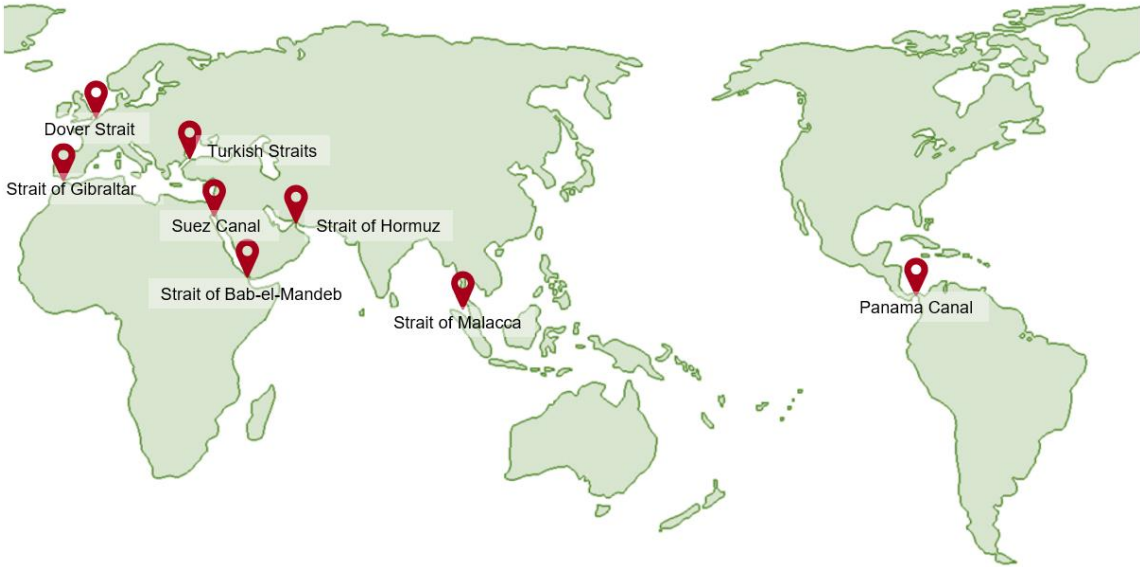 Dover Strait
Turkish Straits
Strait of Gibraltar
Suez Canal
Strait of Hormuz
Strait of Bab-el-Mandeb
Strait of Malacca
Panama Canal